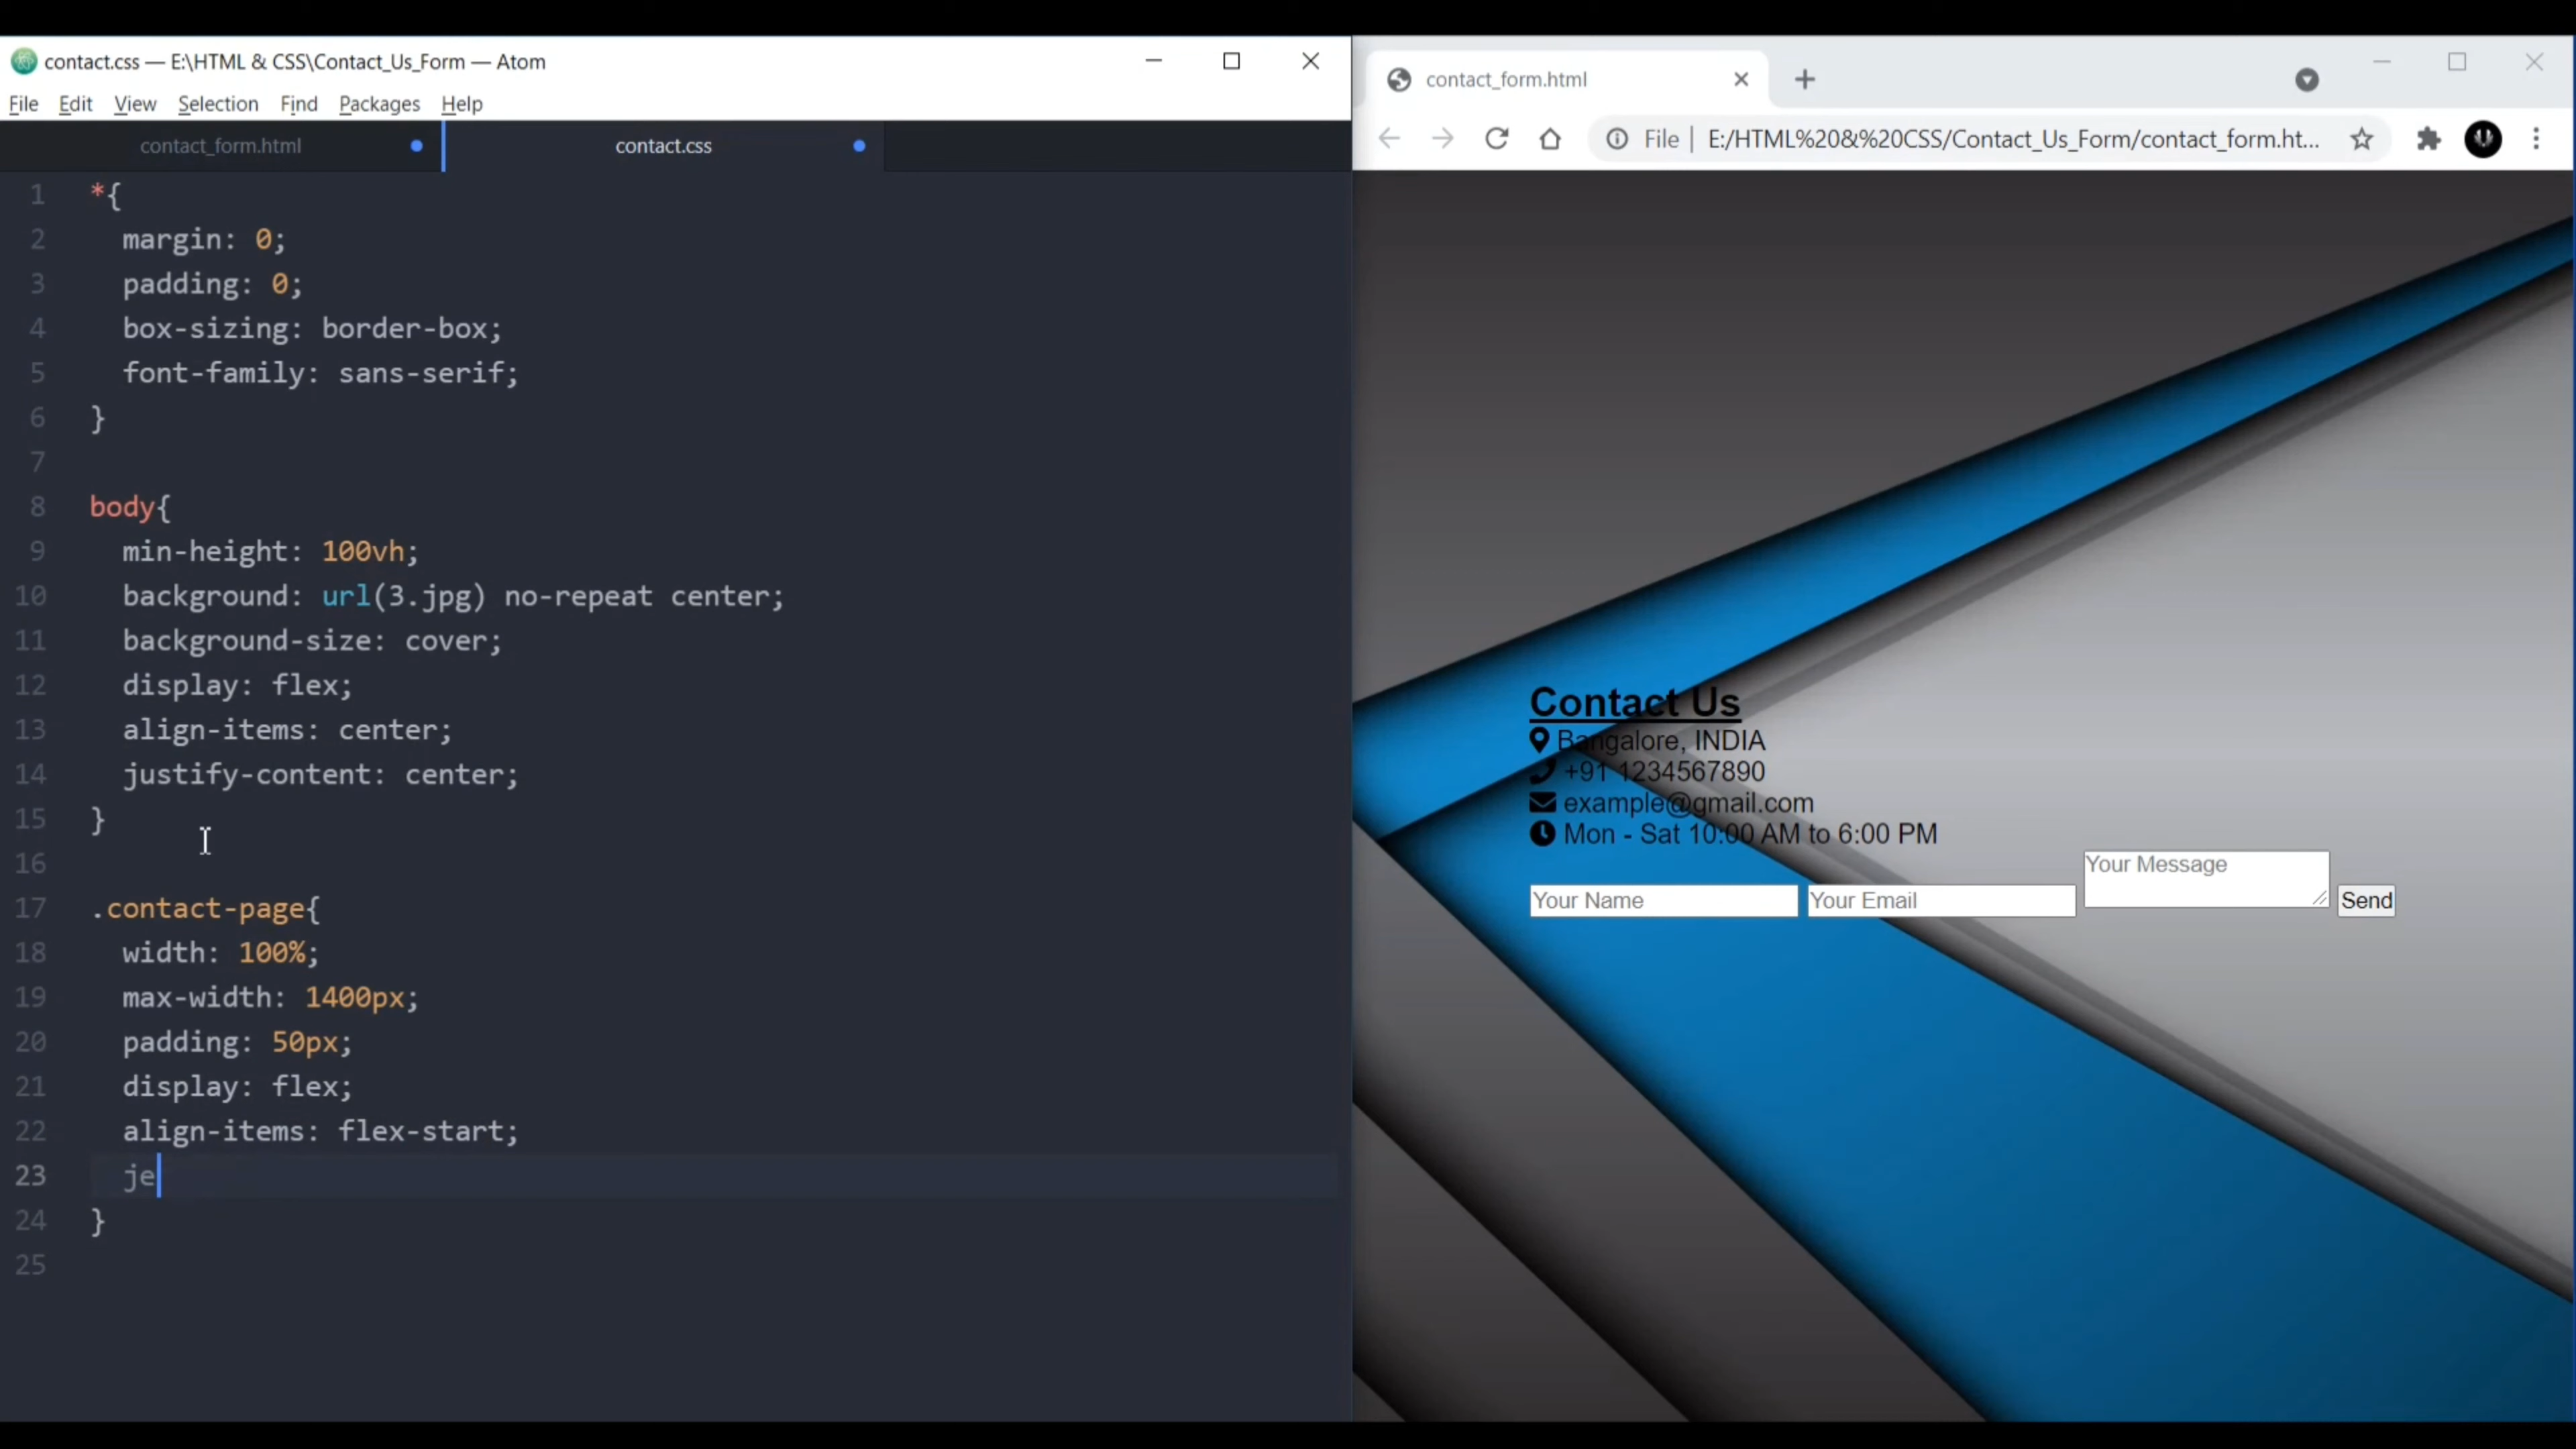 contact.css — E:\HTML & CSS\Contact_Us_Form — Atom
File Edit View Selection Find Packages Help
contact_form.html
contact.css
1 *{
2 margin: 0;
3 padding: 0;
4 box-sizing: border-box;
5 font-family: sans-serif;
6 }
7
8 body{
9 min-height: 100vh;
10 background: url(3.jpg) no-repeat center;
11 background-size: cover;
12 display: flex;
13 align-items: center;
14 justify-content: center;
15 }
16
17 .contact-page{
18 width: 100%;
19 max-width: 1400px;
20 padding: 50px;
21 display: flex;
22 align-items: flex-start;
23 je
24 }
25
contact_form.html
File E:/HTML%20&%20CSS/Contact_Us_Form/contact_form.ht...
Contact Us
Bangalore, INDIA
+91 1234567890
example@gmail.com
Mon - Sat 10:00 AM to 6:00 PM
Your Name Your Email Your Message Send